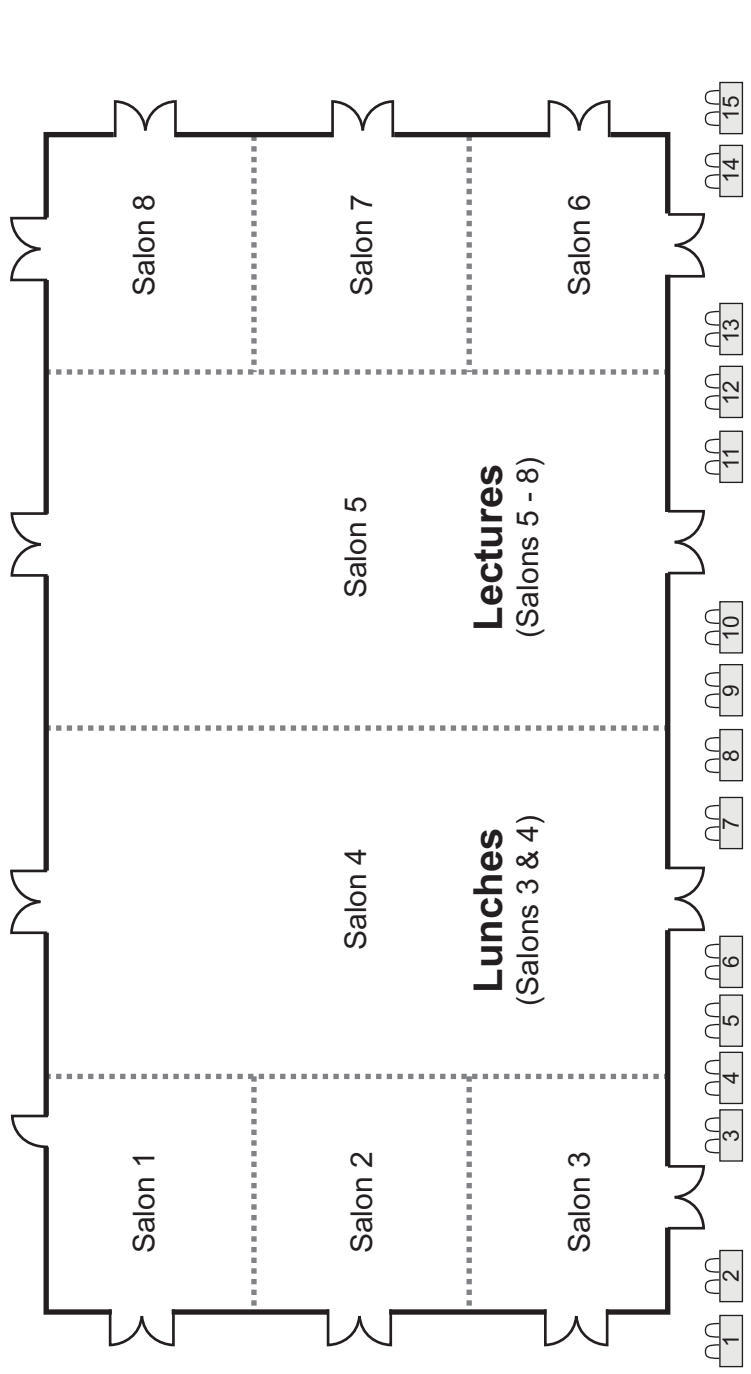 Salon 1
Salon 8
Salon 2
Salon 4
Salon 5
Salon 7
Lunches
(Salons 3 & 4)
Lectures
(Salons 5 - 8)
Salon 3
Salon 6
1
2
3
4
5
6
7
8
9
10
11
12
13
14
15